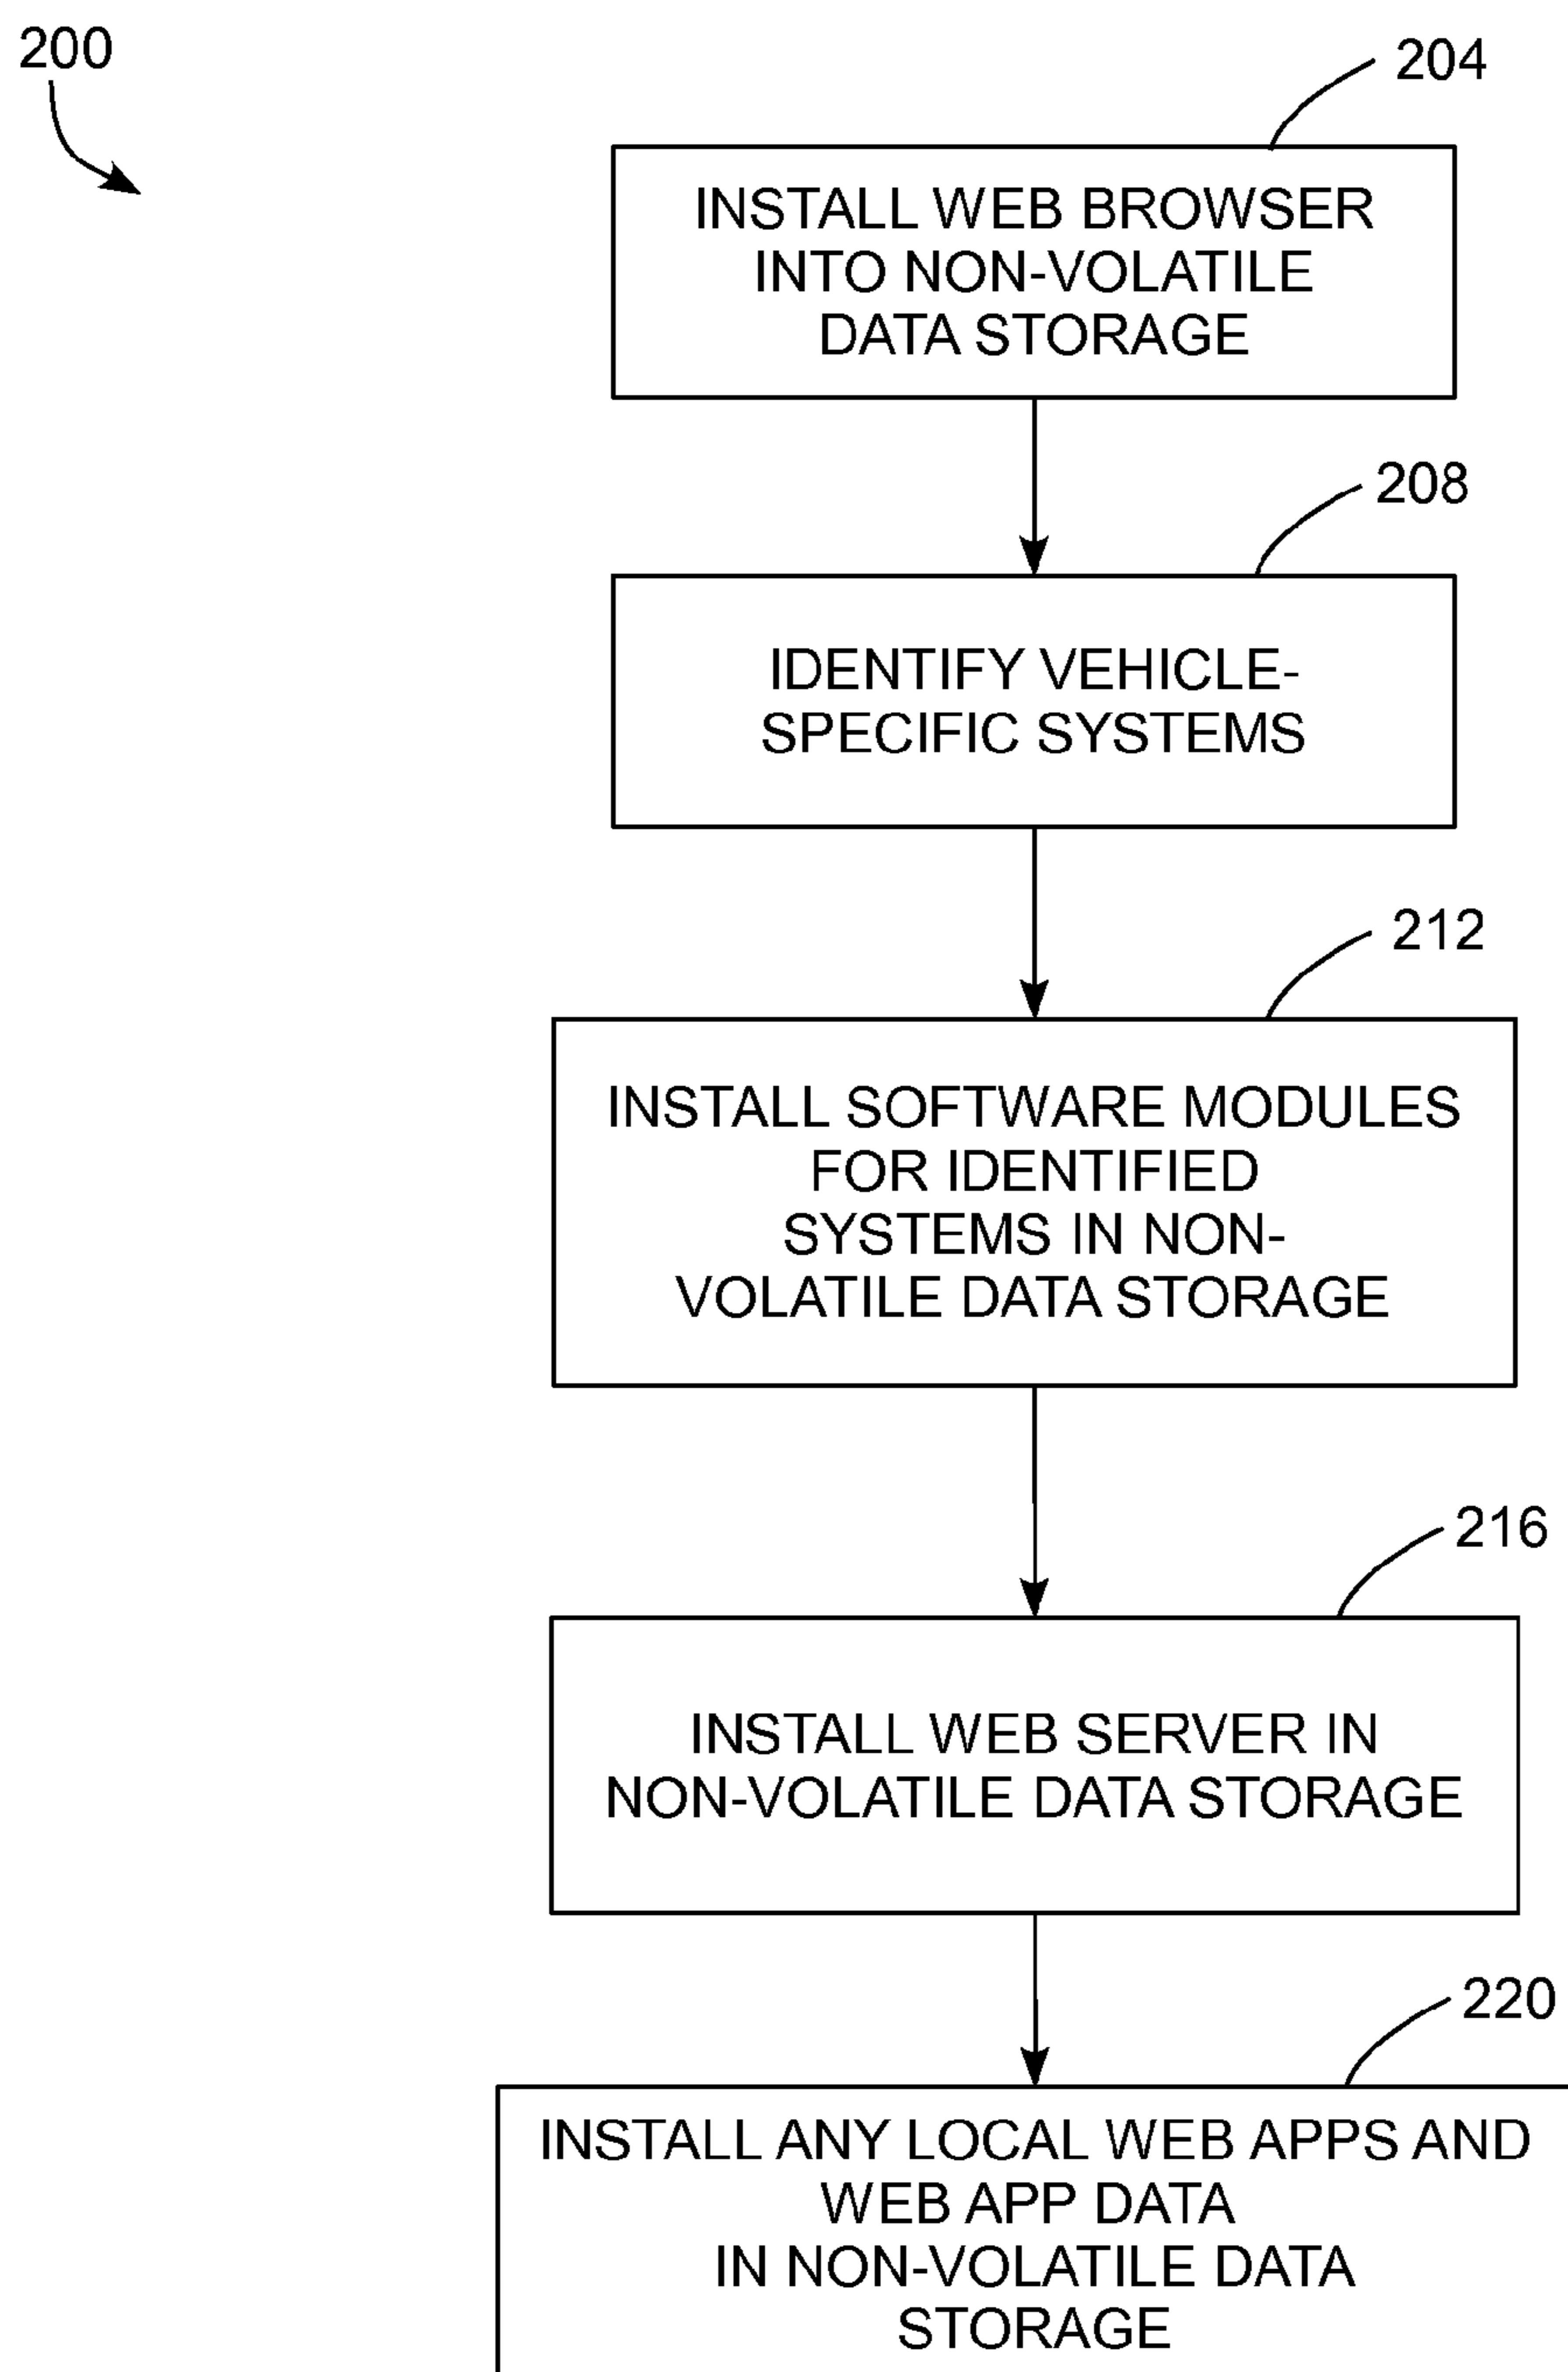 200
204
INSTALL WEB BROWSER
INTO NON-VOLATILE
DATA STORAGE
208
IDENTIFY VEHICLE-
SPECIFIC SYSTEMS
212
INSTALL SOFTWARE MODULES
FOR IDENTIFIED
SYSTEMS IN NON-
VOLATILE DATA STORAGE
216
INSTALL WEB SERVER IN
NON-VOLATILE DATA STORAGE
220
INSTALL ANY LOCAL WEB APPS AND
WEB APP DATA
IN NON-VOLATILE DATA
STORAGE